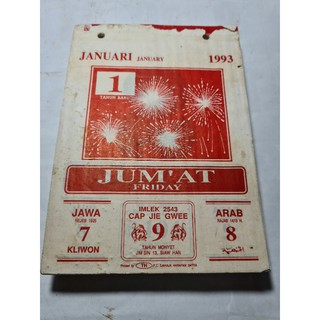 JANUARI JANUARY 1993
1
TAHUN BARU
JUM'AT
FRIDAY
JAWA
7
KLIWON
IMLEK 2543
CAP JIE GWEE
9
TAHUN MONYET
ARAB
8